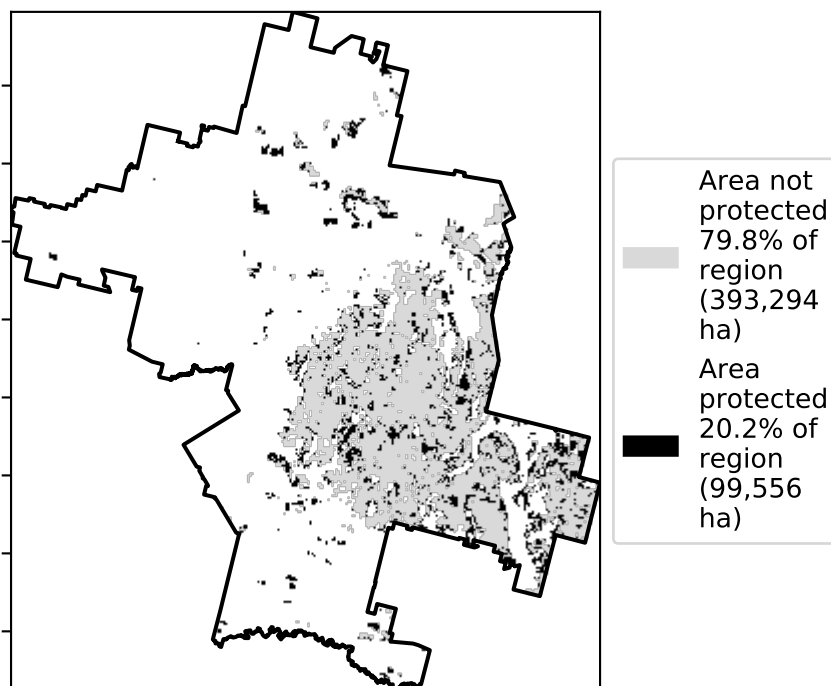 Area not
protected
79.8% of
region
(393,294
ha)
Area
protected
20.2% of
region
(99,556
ha)